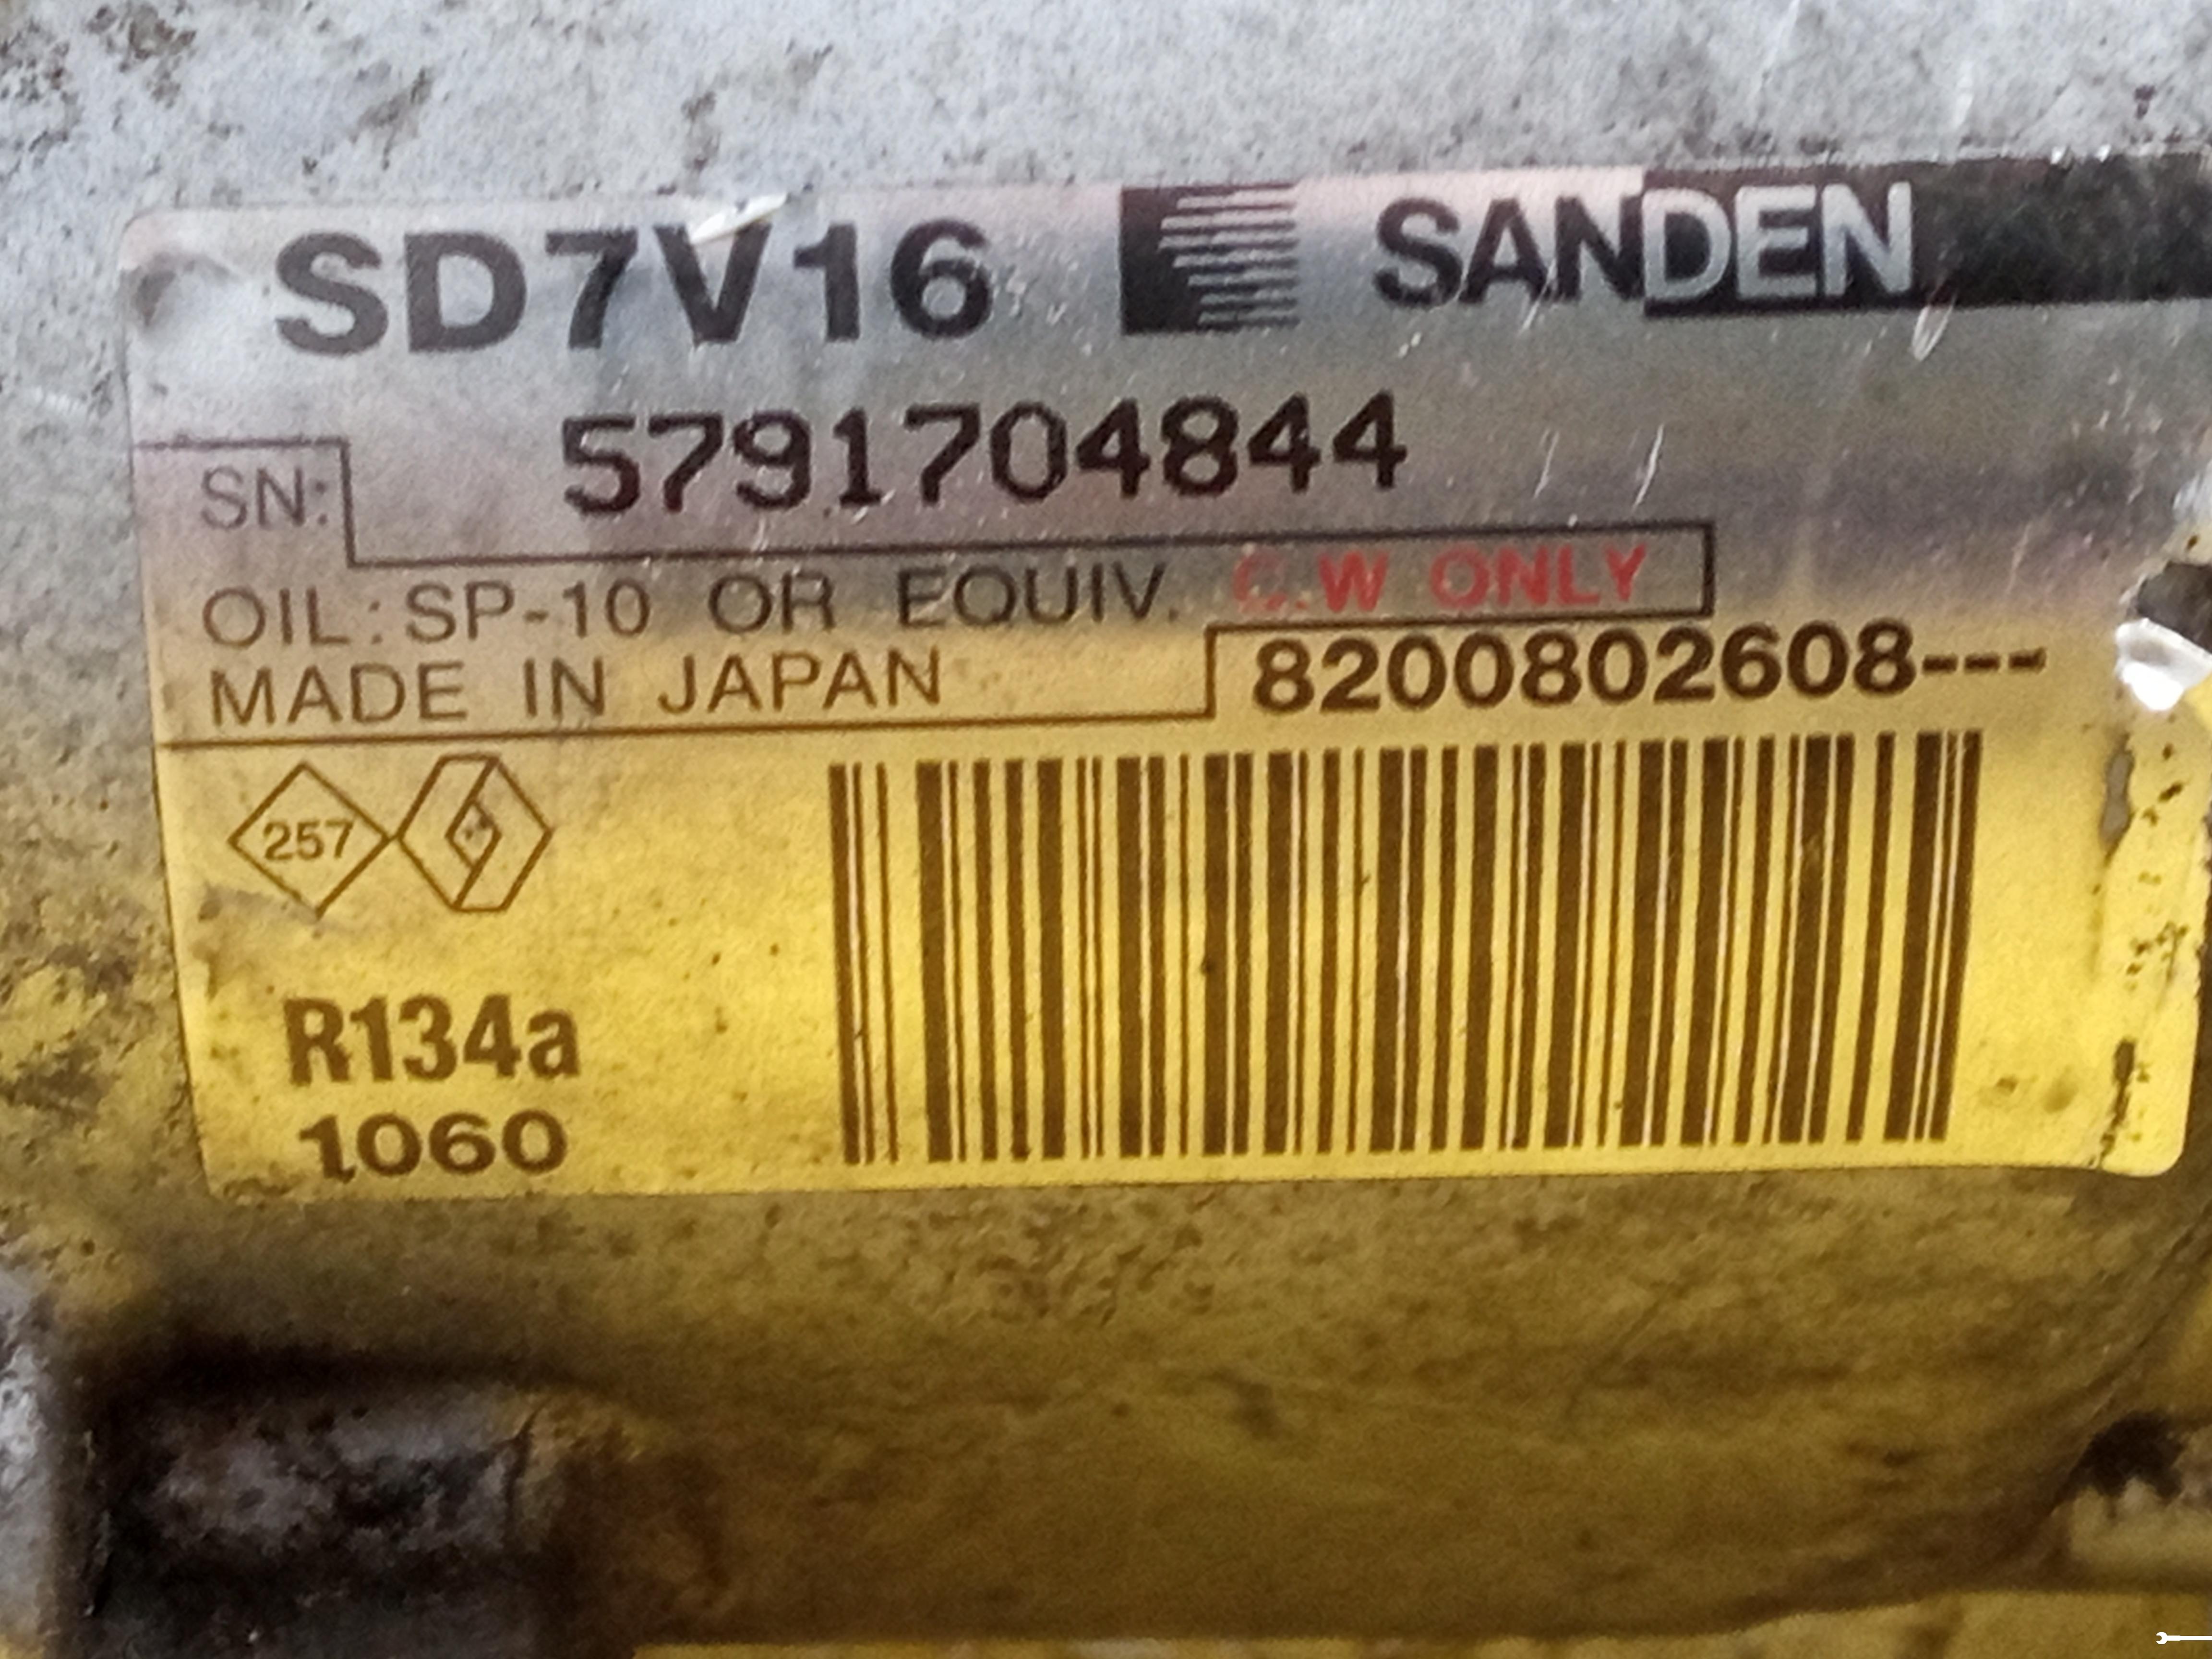 SD7V16 SANDEN
SN: 5791704844
OIL: SP-10 OR EQUIV. C.W ONLY
MADE IN JAPAN 8200802608---
257
R134a
1060